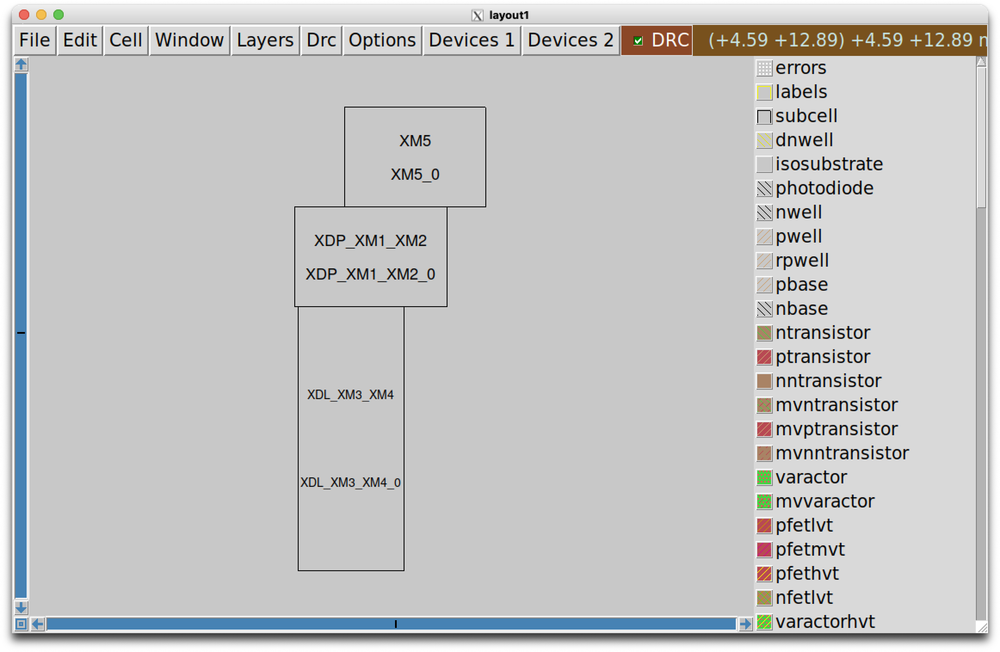 layout1
File Edit Cell Window Layers Drc Options Devices 1 Devices 2 DRC (+4.59 +12.89) +4.59 +12.89
XM5
XM5_0
XDP_XM1_XM2
XDP_XM1_XM2_0
XDL_XM3_XM4
XDL_XM3_XM4_0
errors
labels
subcell
dnwell
isosubstrate
photodiode
nwell
pwell
rpwell
pbase
nbase
ntransistor
ptransistor
nntransistor
mvntransistor
mvptransistor
mvnntransistor
varactor
mvvaractor
pfetlvt
pfetmvt
pfethvt
nfetlvt
varactorhvt